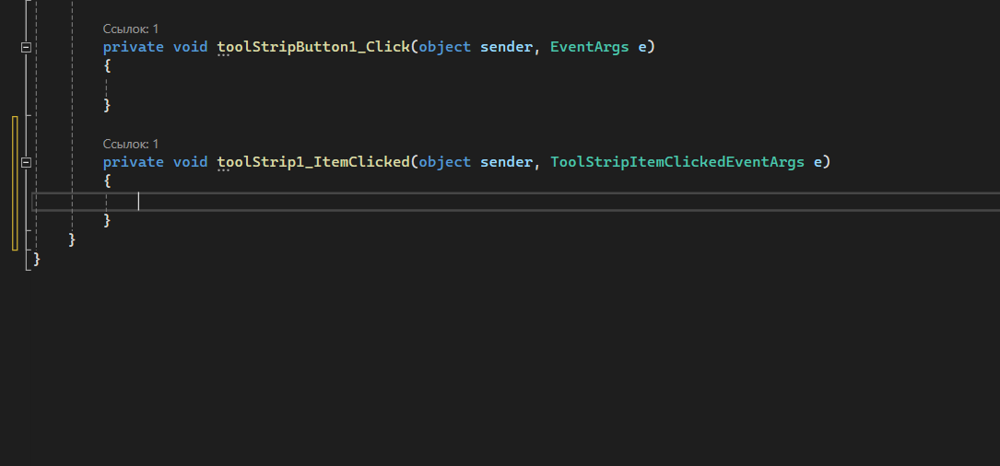 Ссылок: 1
private void toolStripButton1_Click(object sender, EventArgs e)
{
}
Ссылок: 1
private void toolStrip1_ItemClicked(object sender, ToolStripItemClickedEventArgs e)
{
}
}
}